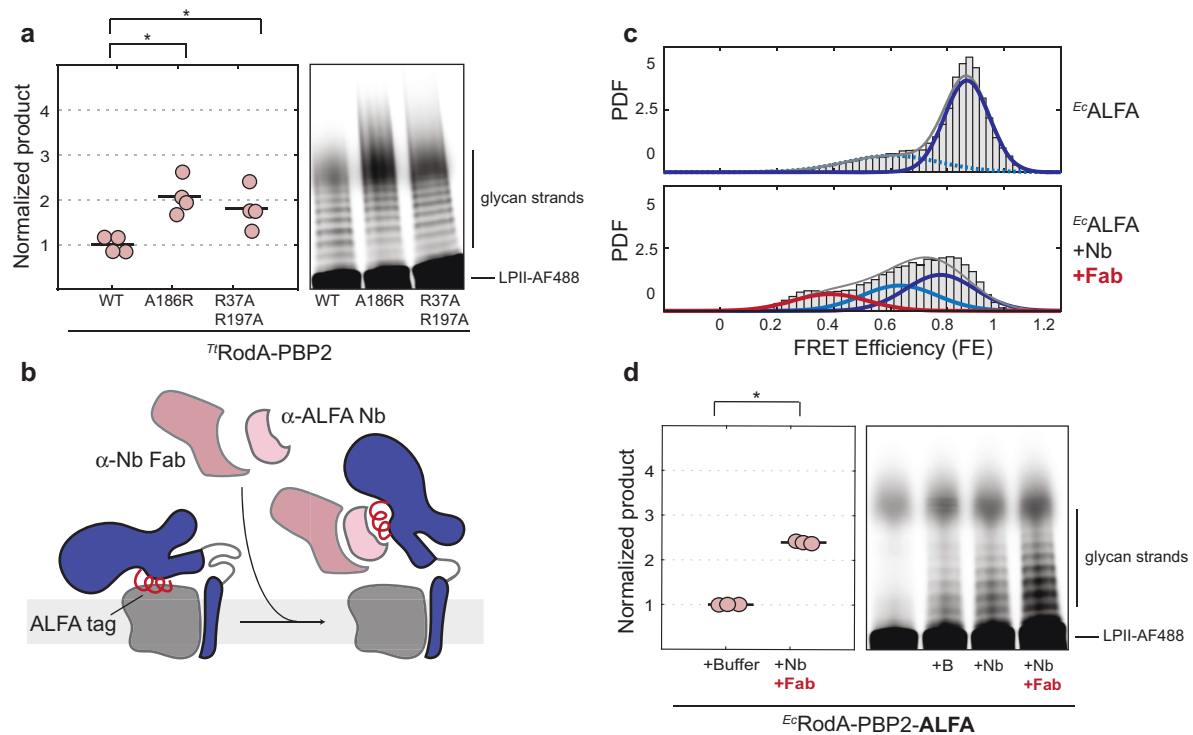 a
*
*
Normalized product
4
3
2
1
WT A186R R37A
R197A
WT A186R R37A
R197A
glycan strands
LPII-AF488
TtRodA-PBP2
b
α-ALFA Nb
α-Nb Fab
ALFA tag
c
PDF
5
2.5
0
EcALFA
PDF
5
2.5
0
EcALFA
+Nb
+Fab
0 0.2 0.4 0.6 0.8 1 1.2
FRET Efficiency (FE)
d
*
Normalized product
4
3
2
1
+Buffer +Nb
+Fab
+B +Nb +Nb
+Fab
glycan strands
LPII-AF488
EcRodA-PBP2-ALFA